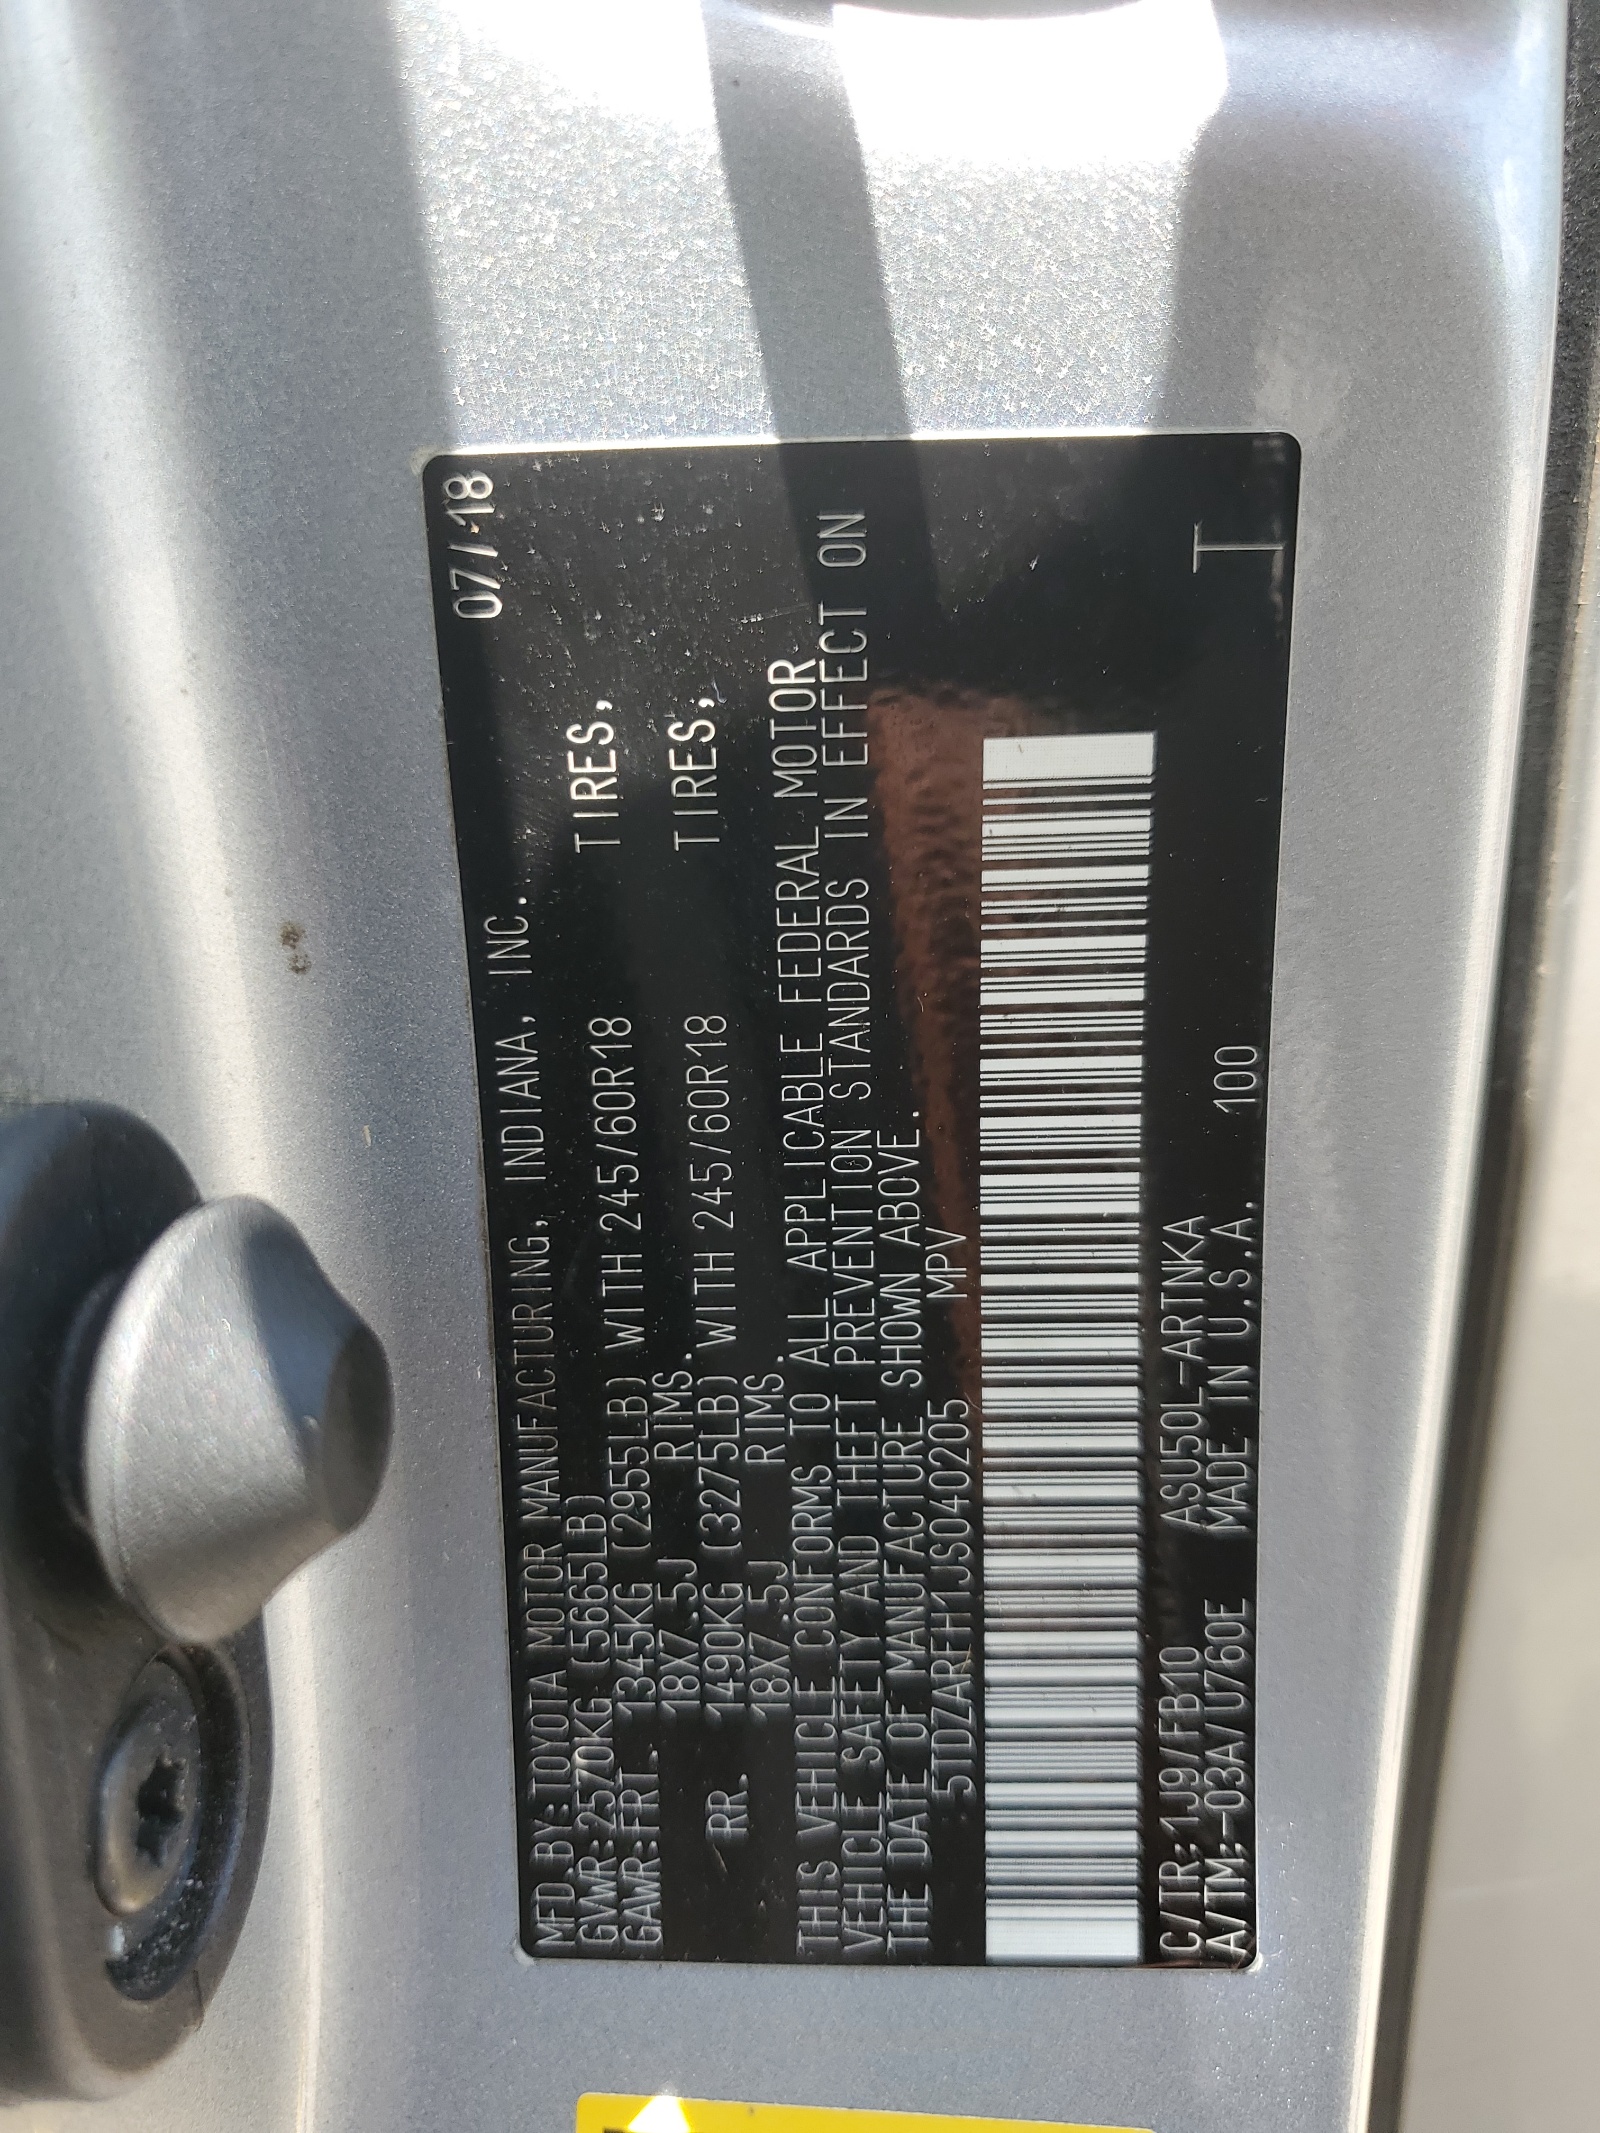 MFD.BY:TOYOTA MOTOR MANUFACTURING, INDIANA, INC. 07/18
GVWR:2570KG (5665LB)
GAWR:FRT. 1345KG (2955LB) WITH 245/60R18 TIRES,
18X7.5J RIMS.
RR. 1490KG (3275LB) WITH 245/60R18 TIRES,
18X7.5J RIMS.
THIS VEHICLE CONFORMS TO ALL APPLICABLE FEDERAL MOTOR
VEHICLE SAFETY AND THEFT PREVENTION STANDARDS IN EFFECT ON
THE DATE OF MANUFACTURE SHOWN ABOVE.
5TDZARFH1JS040205 MPV
C/TR:1J9/FB10 ASU50L-ARTNKA
A/TM:-03A/U760E MADE IN U.S.A. 100 T